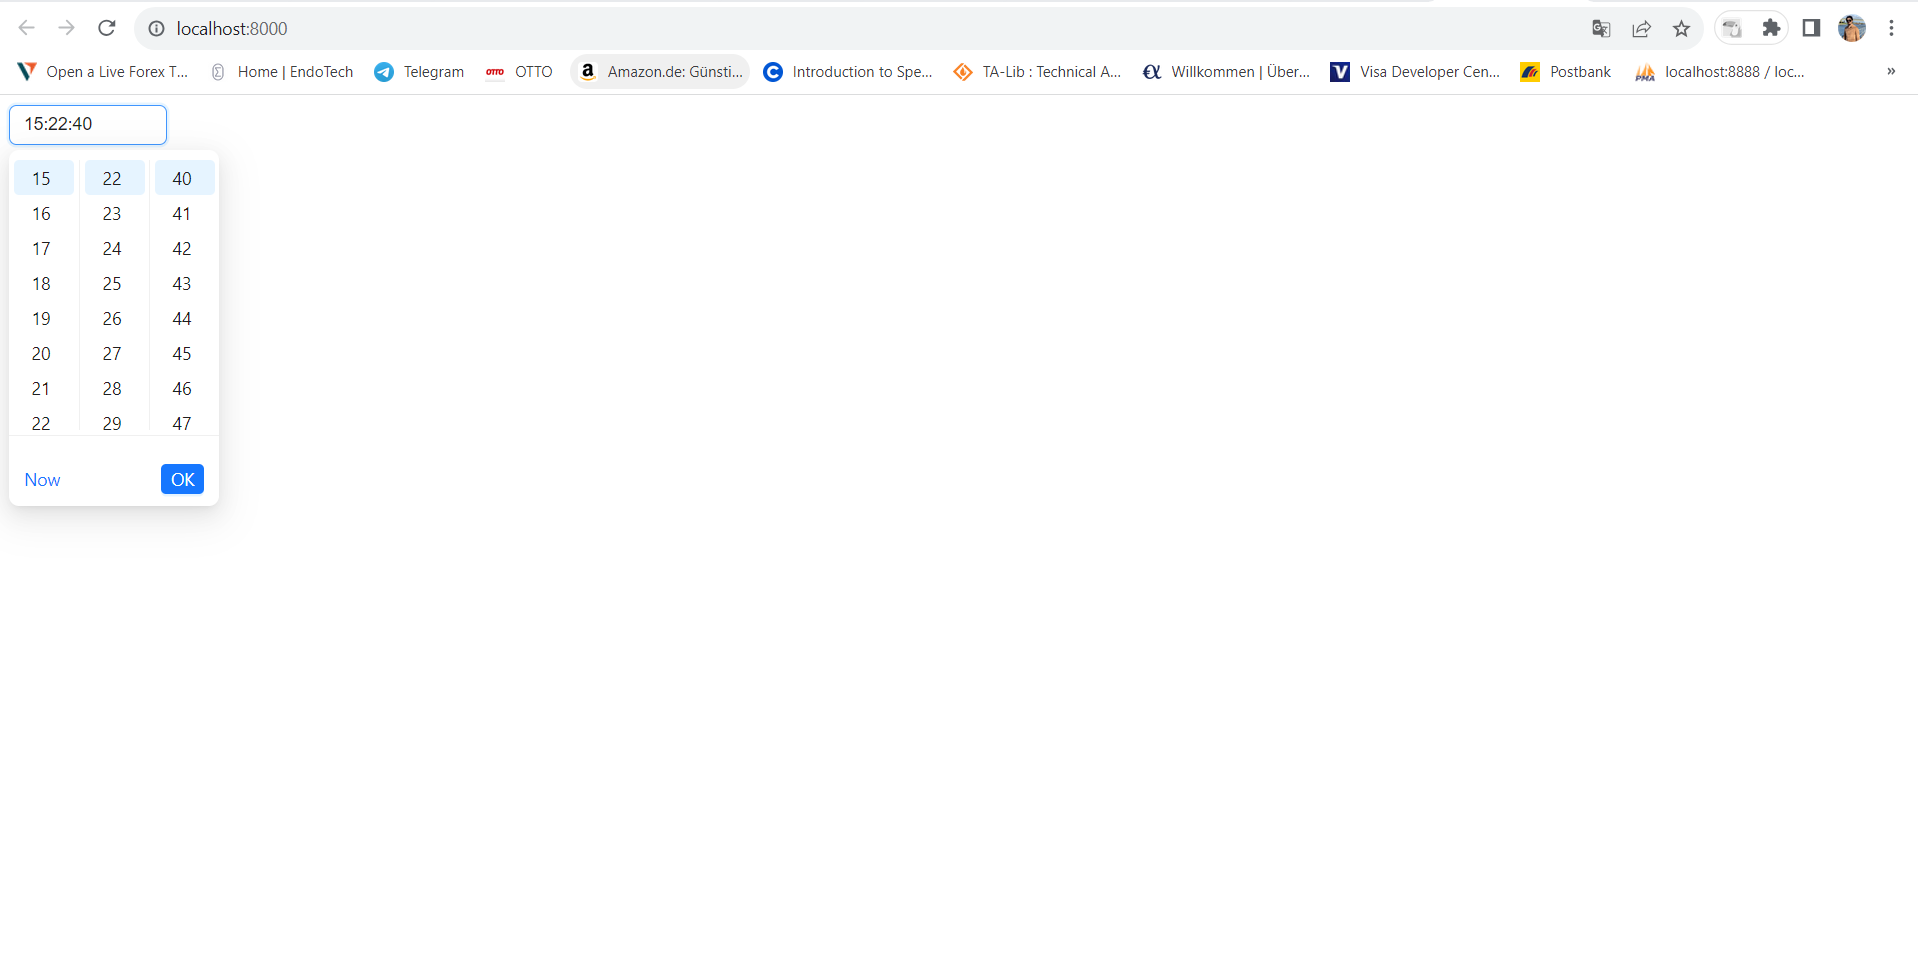 localhost:8000
Open a Live Forex T... Home | EndoTech Telegram OTTO OTTO Amazon.de: Günsti... Introduction to Spe... TA-Lib : Technical A... Willkommen | Über... Visa Developer Cen... Postbank PMA localhost:8888 / loc... »
15:22:40
15 22 40
16 23 41
17 24 42
18 25 43
19 26 44
20 27 45
21 28 46
22 29 47
Now OK